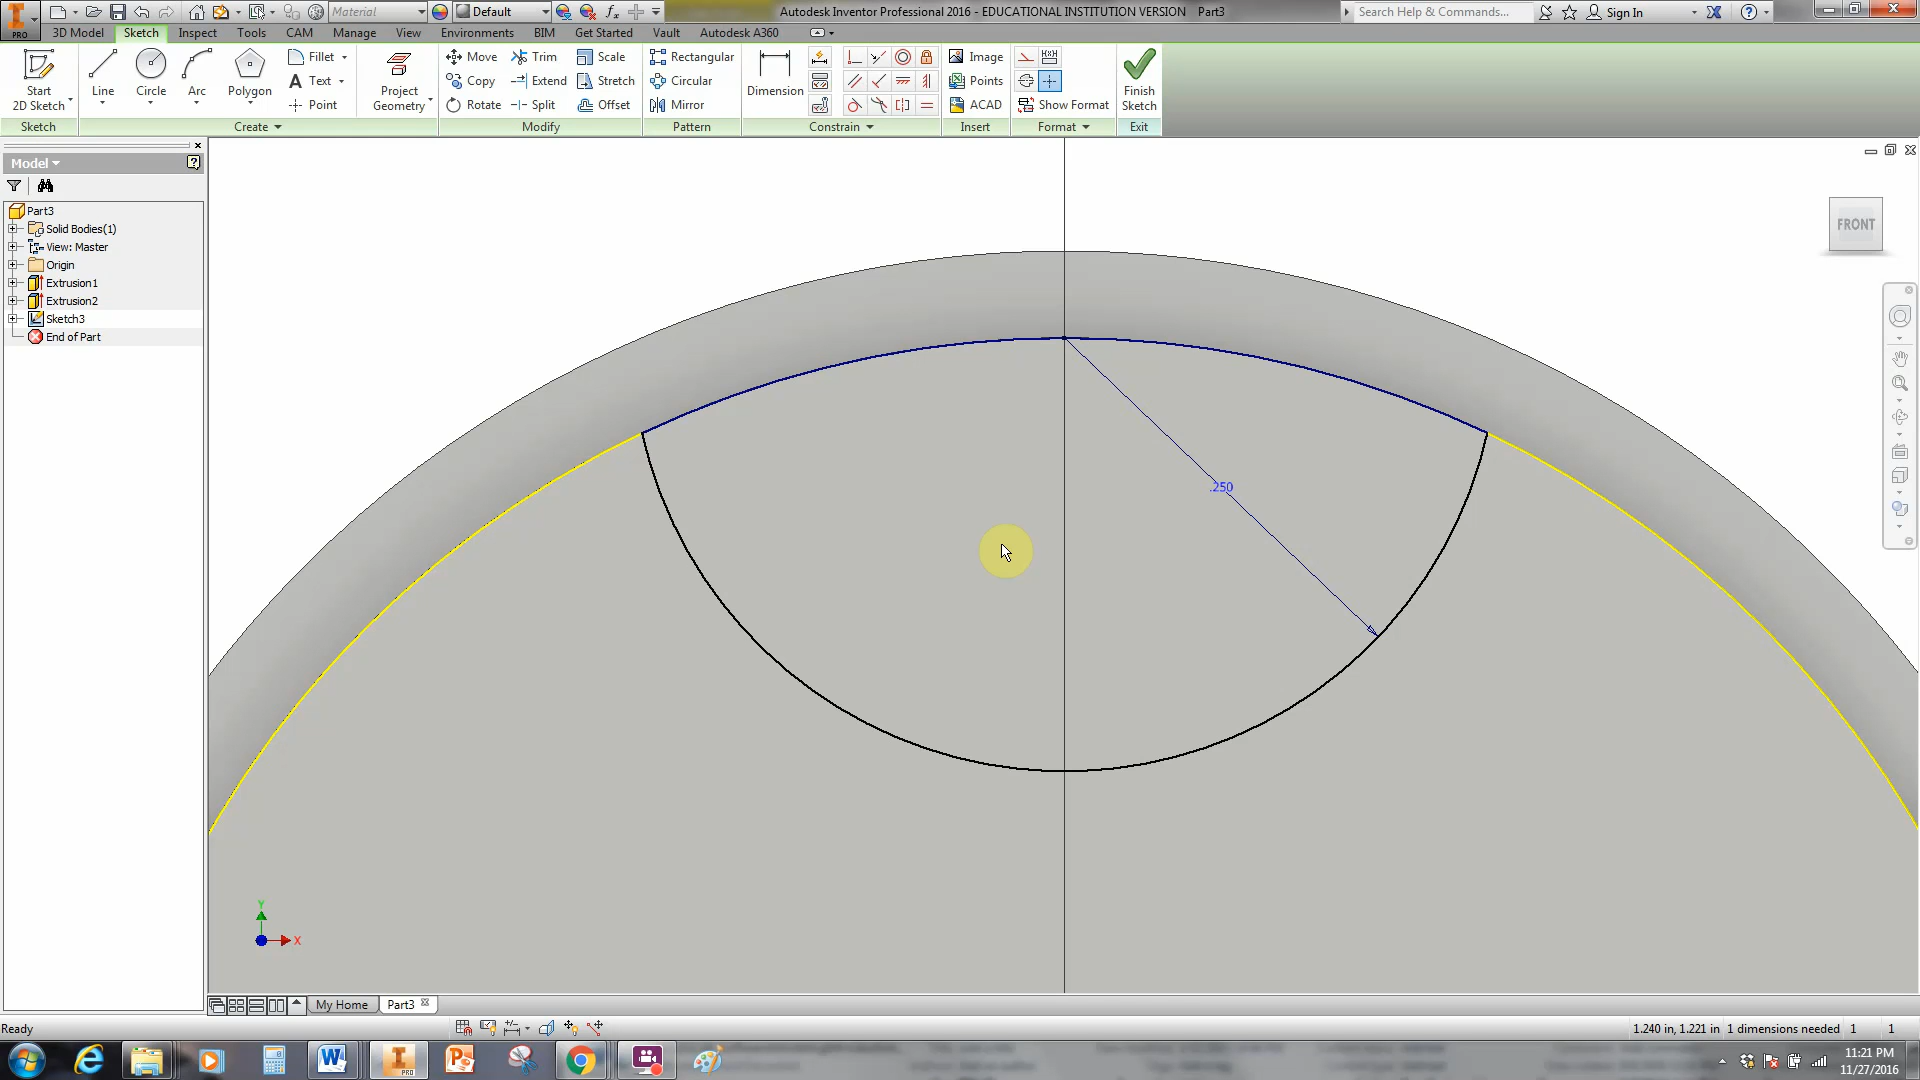 Material
Default
Autodesk Inventor Professional 2016 - EDUCATIONAL INSTITUTION VERSION Part3
Search Help & Commands...
Sign In
PRO
3D Model Sketch Inspect Tools CAM Manage View Environments BIM Get Started Vault Autodesk A360
Start
2D Sketch
Line
Circle
Arc
Polygon
Fillet
Text
Point
Project
Geometry
Move
Copy
Rotate
Trim
Extend
Split
Scale
Stretch
Offset
Rectangular
Circular
Mirror
Dimension
Image
Points
ACAD
Show Format
Finish
Sketch
Sketch Create Modify Pattern Constrain Insert Format Exit
Model
Part3
Solid Bodies(1)
View: Master
Origin
Extrusion1
Extrusion2
Sketch3
End of Part
FRONT
.250
Y
X
My Home Part3
Ready
1.240 in, 1.221 in 1 dimensions needed 1 1
PRO
11:21 PM
11/27/2016